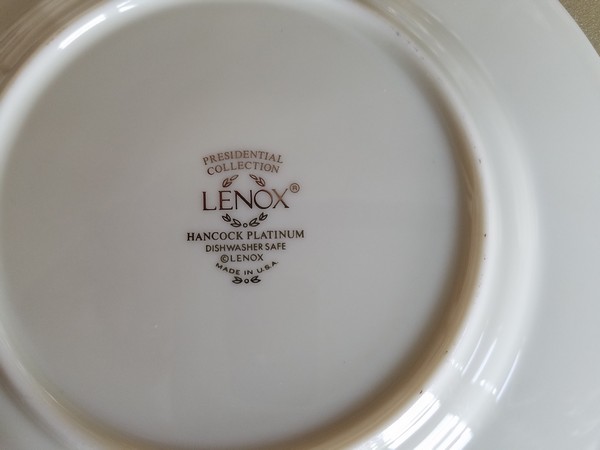 PRESIDENTIAL
COLLECTION
LENOX®
HANCOCK PLATINUM
DISHWASHER SAFE
©LENOX
MADE IN U.S.A.